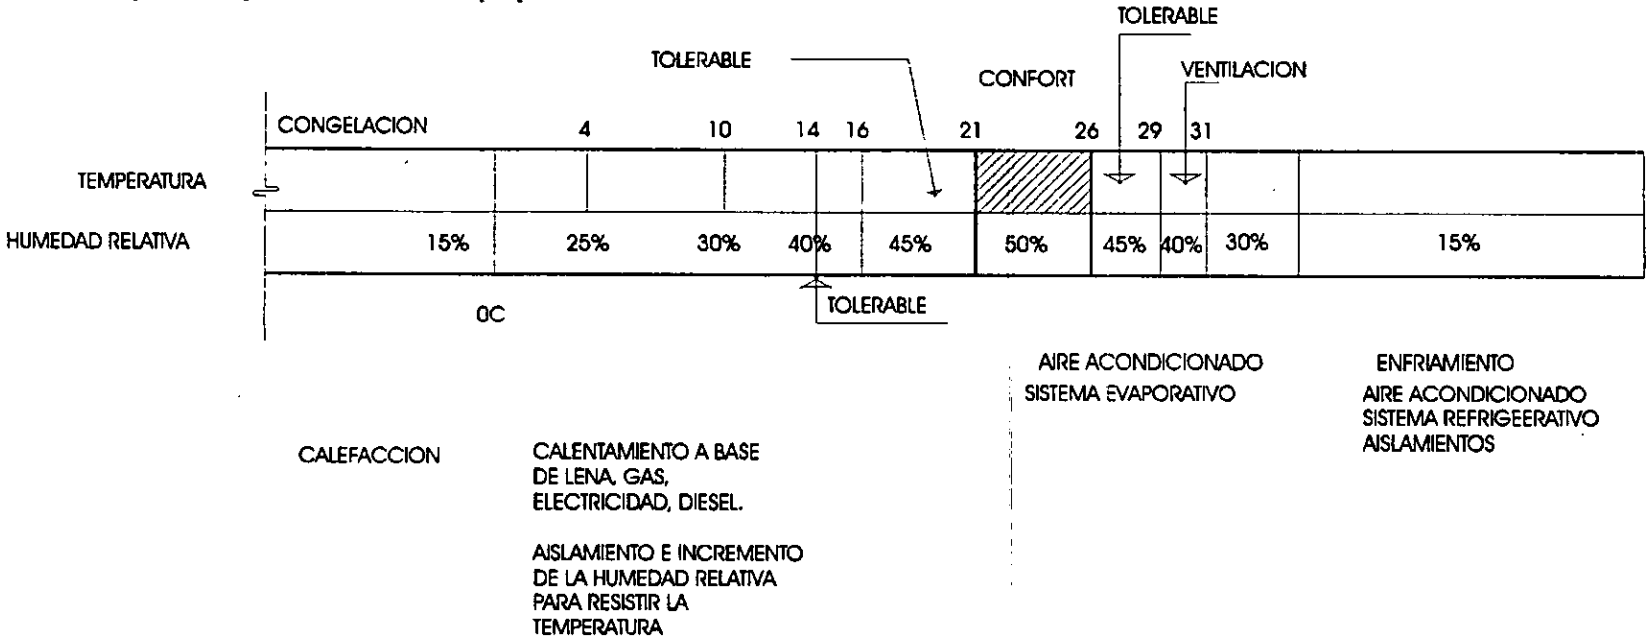 TOLERABLE
TOLERABLE
CONFORT
VENTILACION
CONGELACION 4 10 14 16 21 26 29 31
TEMPERATURA
HUMEDAD RELATIVA 15% 25% 30% 40% 45% 50% 45% 40% 30% 15%
0C
TOLERABLE
AIRE ACONDICIONADO
SISTEMA EVAPORATIVO
ENFRIAMIENTO
AIRE ACONDICIONADO
SISTEMA REFRIGEERATIVO
AISLAMIENTOS
CALEFACCION
CALENTAMIENTO A BASE
DE LENA, GAS,
ELECTRICIDAD, DIESEL.
AISLAMIENTO E INCREMENTO
DE LA HUMEDAD RELATIVA
PARA RESISTIR LA
TEMPERATURA